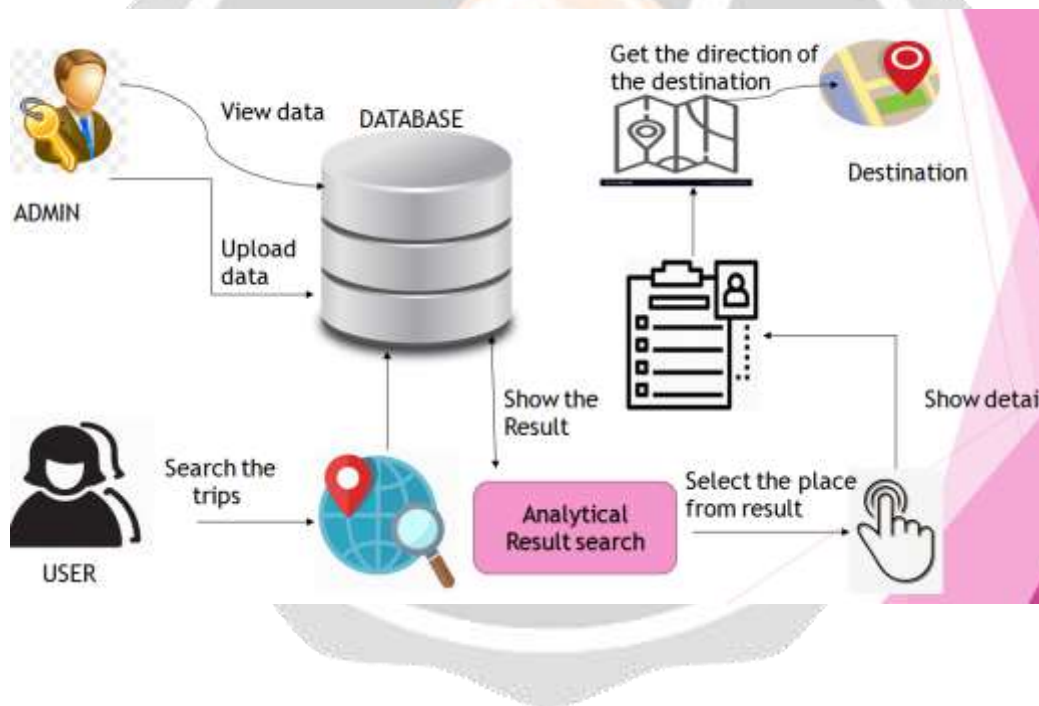 Get the direction of
the destination
View data
DATABASE
Destination
ADMIN
Upload
data
Show the
Result
Show detai
Search the
trips
Select the place
from result
Analytical
Result search
USER